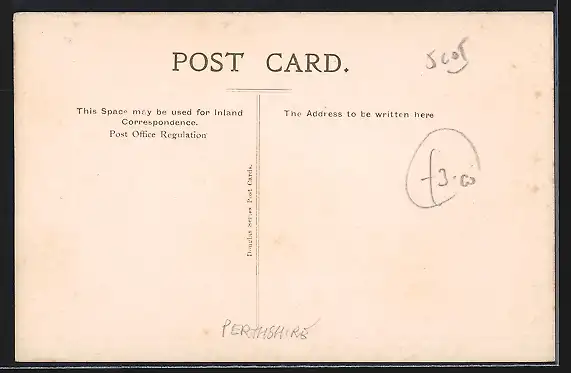 POST CARD.
SCOT
This Space may be used for Inland
Correspondence.
Post Office Regulation
The Address to be written here
£3.00
Douglas Series Post Cards.
PERTHSHIRE